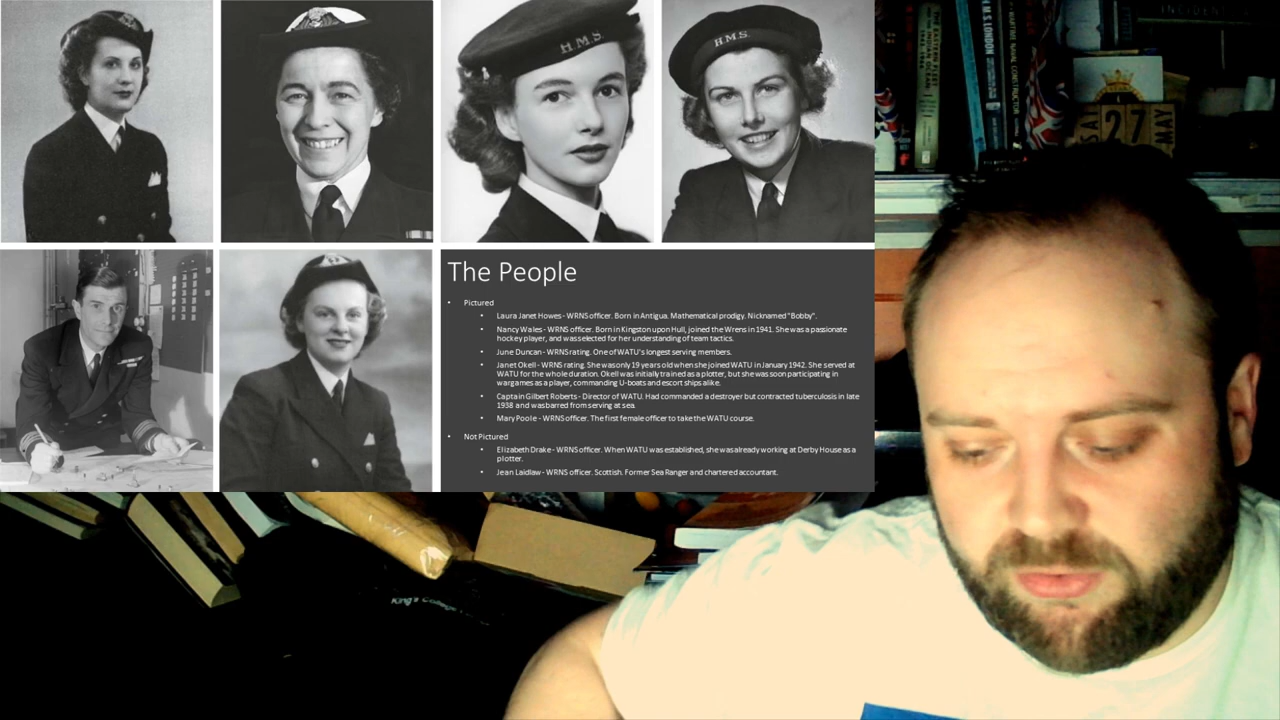 H.M.S.
H.M.S.
The People
• Pictured
• Laura Janet Howes - WRNS officer. Born in Antigua. Mathematical prodigy. Nicknamed "Bobby".
• Nancy Wales - WRNS officer. Born in Kingston upon Hull, joined the Wrens in 1941. She was a passionate
hockey player, and was selected for her understanding of team tactics.
• June Duncan - WRNS rating. One of WATU's longest serving members.
• Janet Okell - WRNS rating. She was only 19 years old when she joined WATU in January 1942. She served at
WATU for the whole duration. Okell was initially trained as a plotter, but she was soon participating in
wargames as a player, commanding U-boats and escort ships alike.
• Captain Gilbert Roberts - Director of WATU. Had commanded a destroyer but contracted tuberculosis in late
1938 and was barred from serving at sea.
• Mary Poole - WRNS officer. The first female officer to take the WATU course.
• Not Pictured
• Elizabeth Drake - WRNS officer. When WATU was established, she was already working at Derby House as a
plotter.
• Jean Laidlaw - WRNS officer. Scottish. Former Sea Ranger and chartered accountant.
INCIDENT
LONDON
NAVAL CONSTRUCTOR
SA 27 MAY
King's College